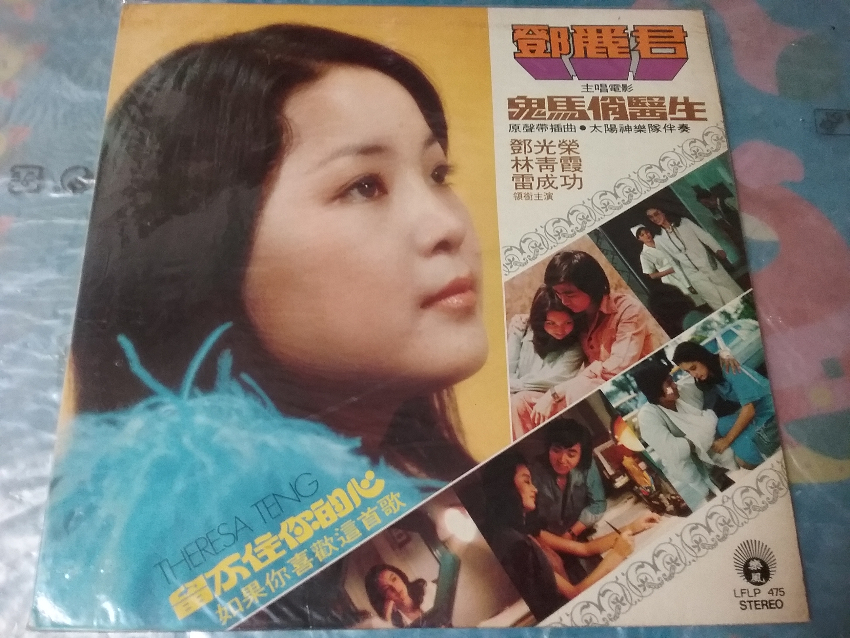 鄧麗君
主唱電影
鬼馬俏醫生
原聲帶插曲•太陽神樂隊伴奏
鄧光榮
林青霞
雷成功
領銜主演
THERESA TENG
留不住你的心
如果你喜歡這首歌
樂風
LFLP 475
STEREO